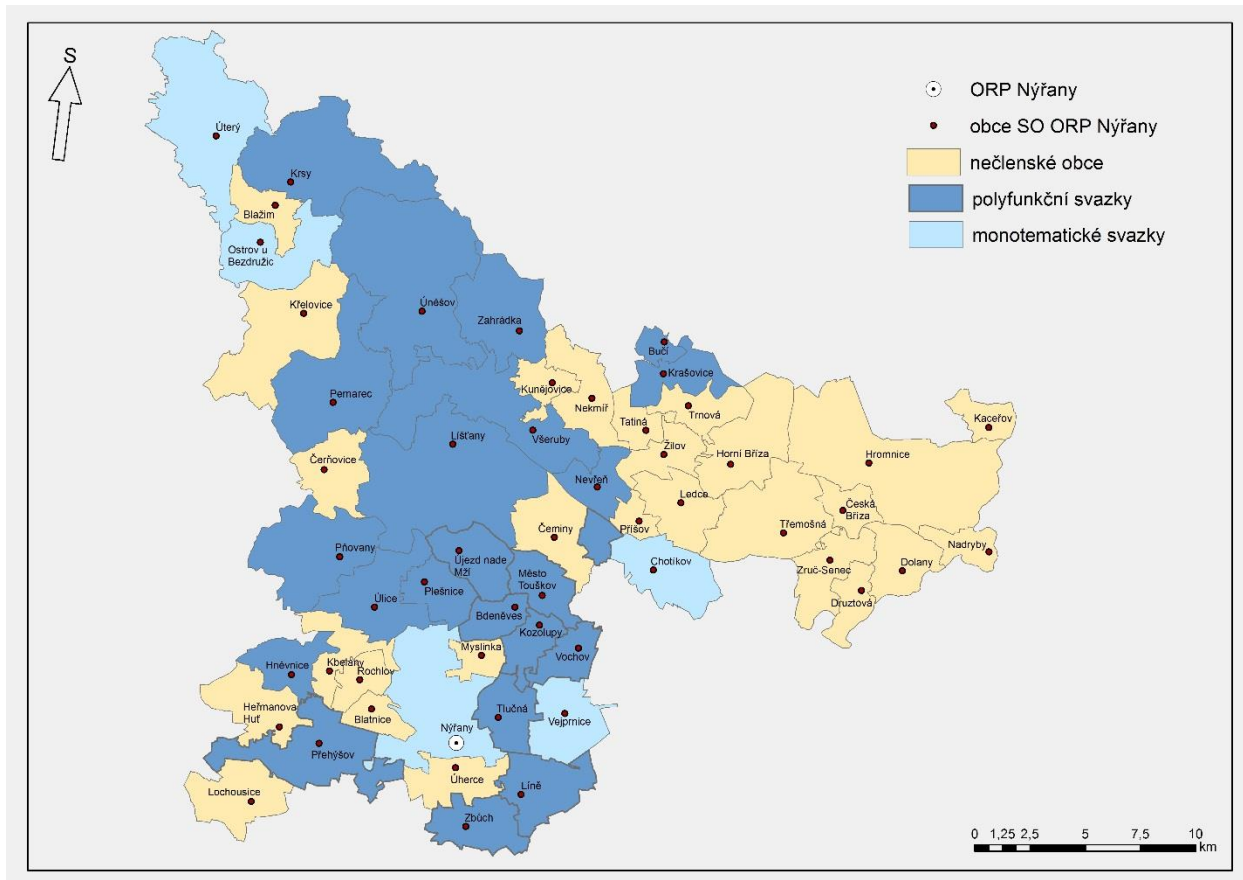 S
ORP Nýřany
obce SO ORP Nýřany
nečlenské obce
polyfunkční svazky
monotematické svazky
Úterý
Krsy
Blažim
Ostrov u
Bezdružic
Křelovice
Úněšov
Zahrádka
Bučí
Krašovice
Kunějovice
Nekmíř
Pernarec
Tatiná
Trnová
Kaceřov
Všeruby
Líšťany
Žilov
Horní Bříza
Hromnice
Čerňovice
Nevřeň
Ledce
Česká
Bříza
Příšov
Třemošná
Čeminy
Nadryby
Pňovany
Újezd nade
Mží
Chotíkov
Zruč-Senec
Dolany
Plešnice
Město
Touškov
Druztová
Úlice
Bdeněves
Kozolupy
Myslinka
Vochov
Hněvnice
Kbelany
Rochlov
Heřmanova
Huť
Blatnice
Tlučná
Vejprnice
Nýřany
Přehýšov
Úherce
Lochousice
Líně
Zbůch
0 1,25 2,5 5 7,5 10
km